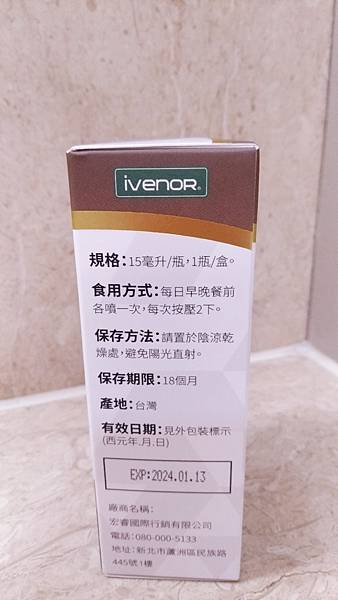 ivenor®
規格：15毫升/瓶,1瓶/盒。
食用方式：每日早晚餐前
各噴一次,每次按壓2下。
保存方法：請置於陰涼乾
燥處,避免陽光直射。
保存期限：18個月
產地：台灣
有效日期：見外包裝標示
(西元年.月.日)
EXP:2024.01.13
廠商名稱：
宏睿國際行銷有限公司
電話：080-000-5133
地址：新北市蘆洲區民族路
445號1樓